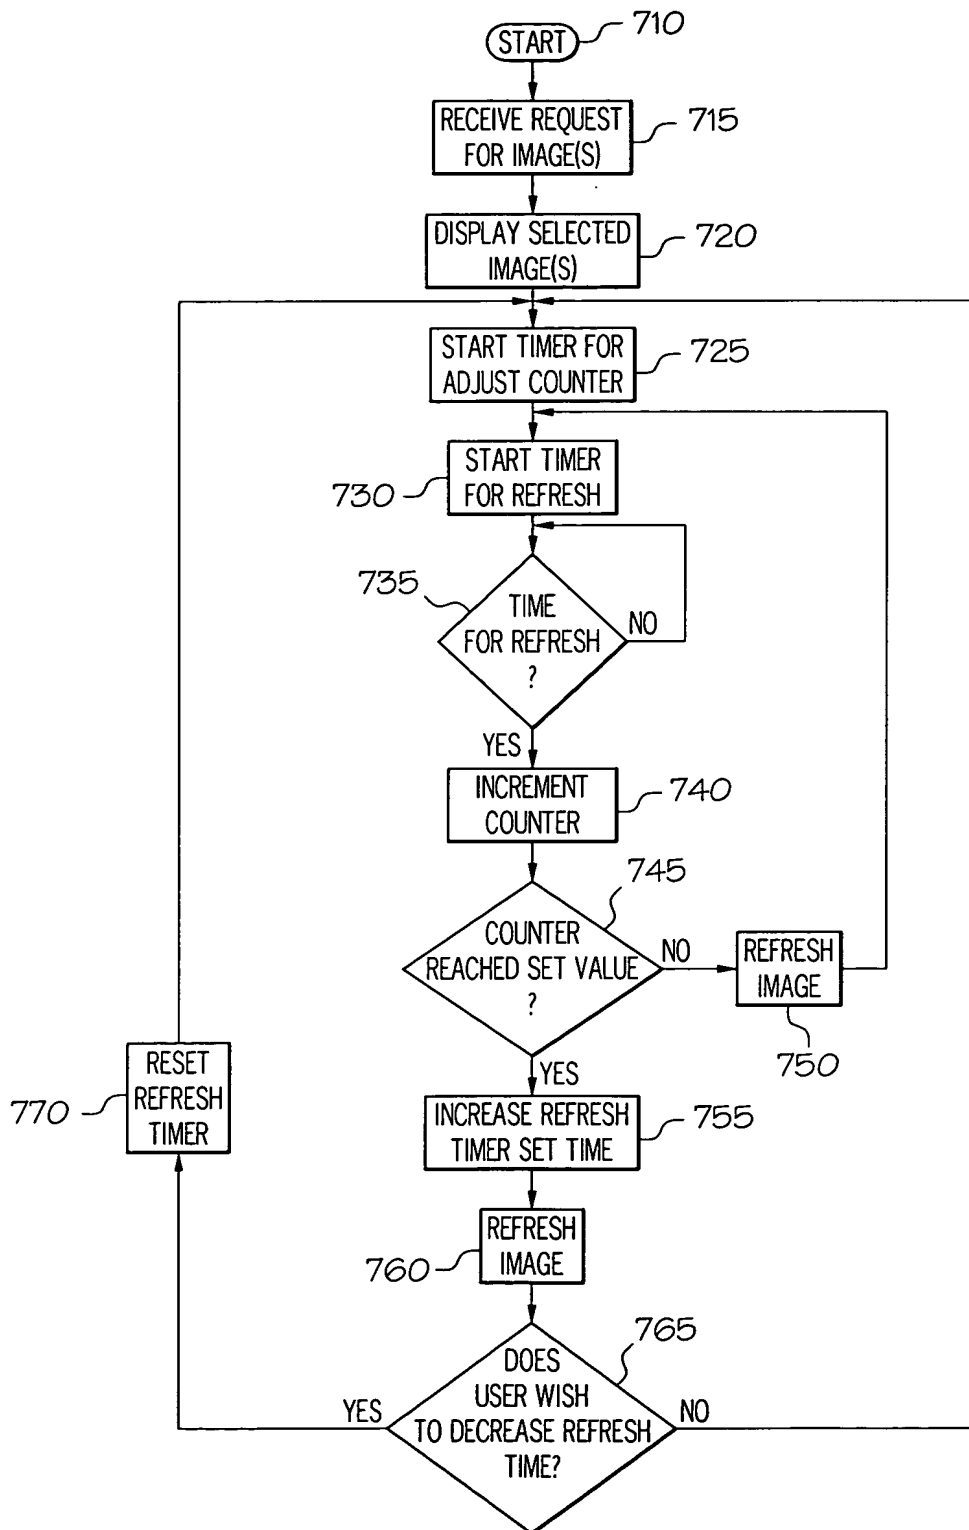 START
710
RECEIVE REQUEST
FOR IMAGE(S)
715
DISPLAY SELECTED
IMAGE(S)
720
START TIMER FOR
ADJUST COUNTER
725
START TIMER
FOR REFRESH
730
735
TIME
FOR REFRESH
?
NO
YES
INCREMENT
COUNTER
740
745
COUNTER
REACHED SET VALUE
?
NO
REFRESH
IMAGE
750
YES
RESET
REFRESH
TIMER
770
INCREASE REFRESH
TIMER SET TIME
755
REFRESH
IMAGE
760
765
DOES
USER WISH
TO DECREASE REFRESH
TIME?
YES
NO